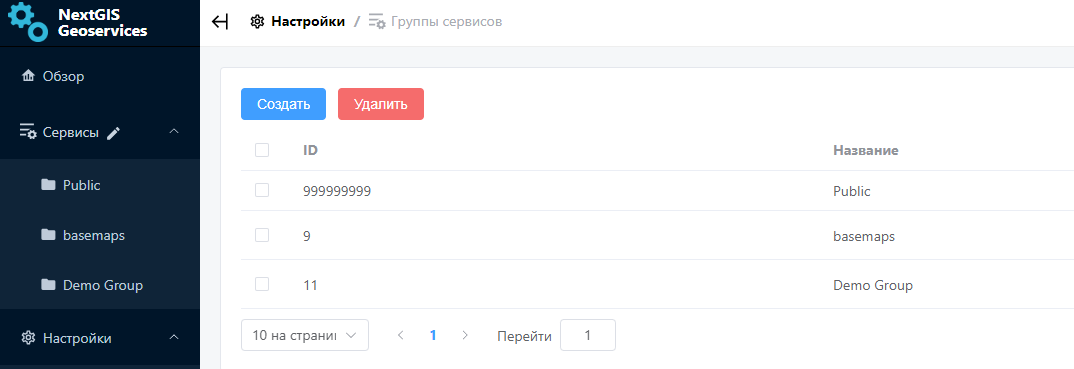 NextGIS
Geoservices
Настройки / Группы сервисов
Обзор
Сервисы
Public
basemaps
Demo Group
Настройки
Создать Удалить
ID Название
999999999 Public
9 basemaps
11 Demo Group
10 на страниц 1 Перейти 1